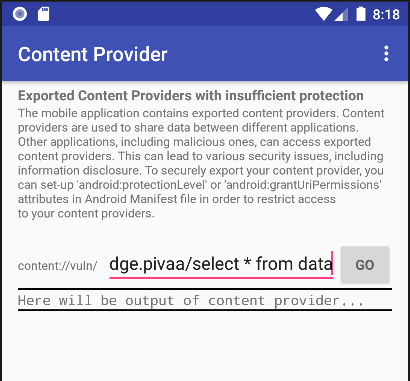 8:18
Content Provider
Exported Content Providers with insufficient protection
The mobile application contains exported content providers. Content
providers are used to share data between different applications.
Other applications, including malicious ones, can access exported
content providers. This can lead to various security issues, including
information disclosure. To securely export your content provider, you
can set-up 'android:protectionLevel' or 'android:grantUriPermissions'
attributes in Android Manifest file in order to restrict access
to your content providers.
content://vuln/ dge.pivaa/select * from data GO
Here will be output of content provider...